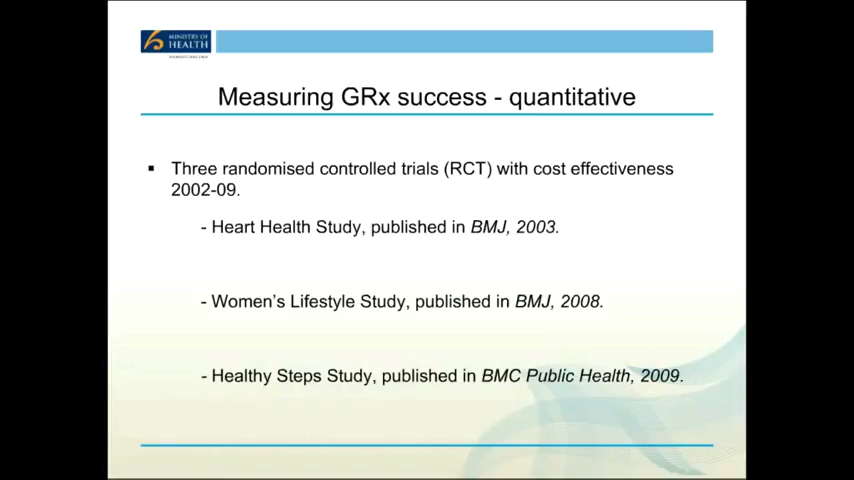 MINISTRY OF
HEALTH
Measuring GRx success - quantitative
▪ Three randomised controlled trials (RCT) with cost effectiveness
2002-09.
- Heart Health Study, published in BMJ, 2003.
- Women’s Lifestyle Study, published in BMJ, 2008.
- Healthy Steps Study, published in BMC Public Health, 2009.